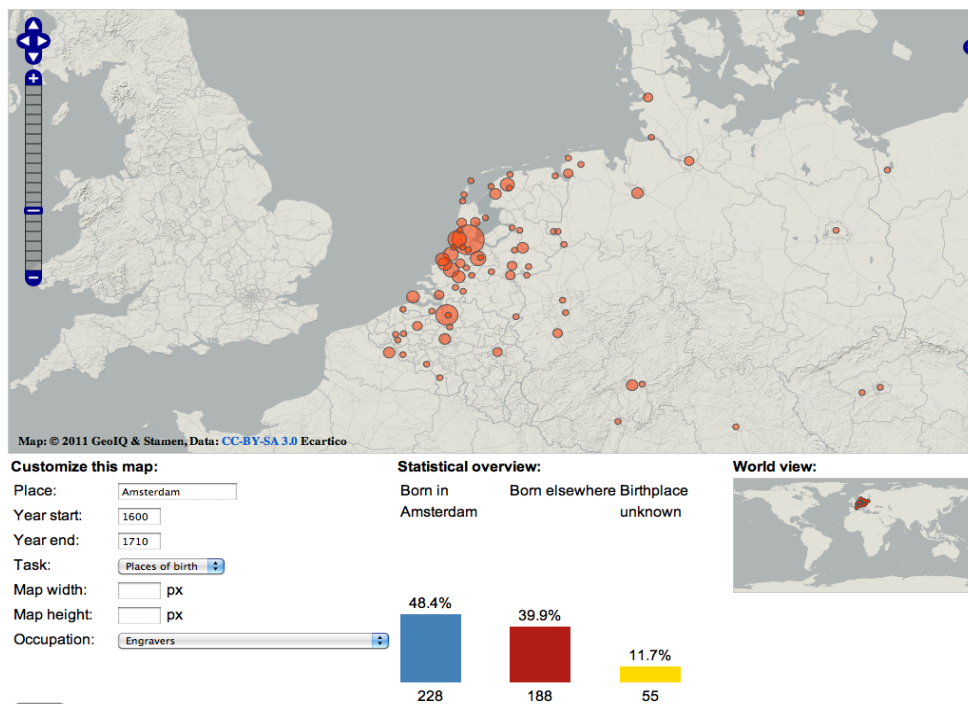 Map: © 2011 GeoIQ & Stamen, Data: CC-BY-SA 3.0 Ecartico
Customize this map:
Place: Amsterdam
Year start: 1600
Year end: 1710
Task: Places of birth
Map width: px
Map height: px
Occupation: Engravers
Statistical overview:
Born in Amsterdam
Born elsewhere
Birthplace unknown
48.4%
39.9%
11.7%
228
188
55
World view: